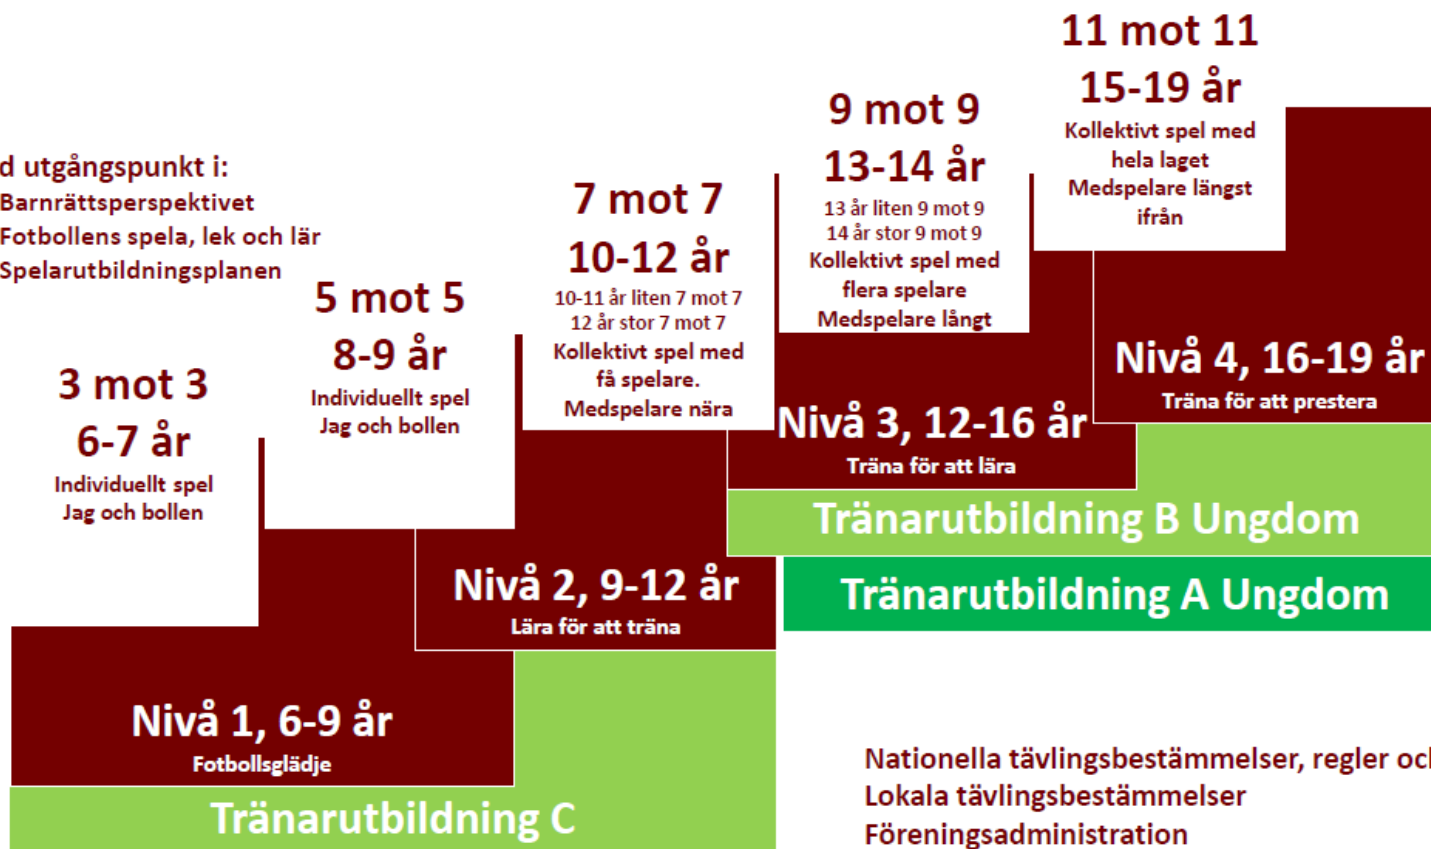 d utgångspunkt i:
Barnrättsperspektivet
Fotbollens spela, lek och lär
Spelarutbildningsplanen
3 mot 3
6-7 år
Individuellt spel
Jag och bollen
5 mot 5
8-9 år
Individuellt spel
Jag och bollen
7 mot 7
10-12 år
10-11 år liten 7 mot 7
12 år stor 7 mot 7
Kollektivt spel med
få spelare.
Medspelare nära
9 mot 9
13-14 år
13 år liten 9 mot 9
14 år stor 9 mot 9
Kollektivt spel med
flera spelare
Medspelare långt
11 mot 11
15-19 år
Kollektivt spel med
hela laget
Medspelare längst
ifrån
Nivå 1, 6-9 år
Fotbollsglädje
Nivå 2, 9-12 år
Lära för att träna
Nivå 3, 12-16 år
Träna för att lära
Nivå 4, 16-19 år
Träna för att prestera
Tränarutbildning C
Tränarutbildning B Ungdom
Tränarutbildning A Ungdom
Nationella tävlingsbestämmelser, regler och
Lokala tävlingsbestämmelser
Föreningsadministration